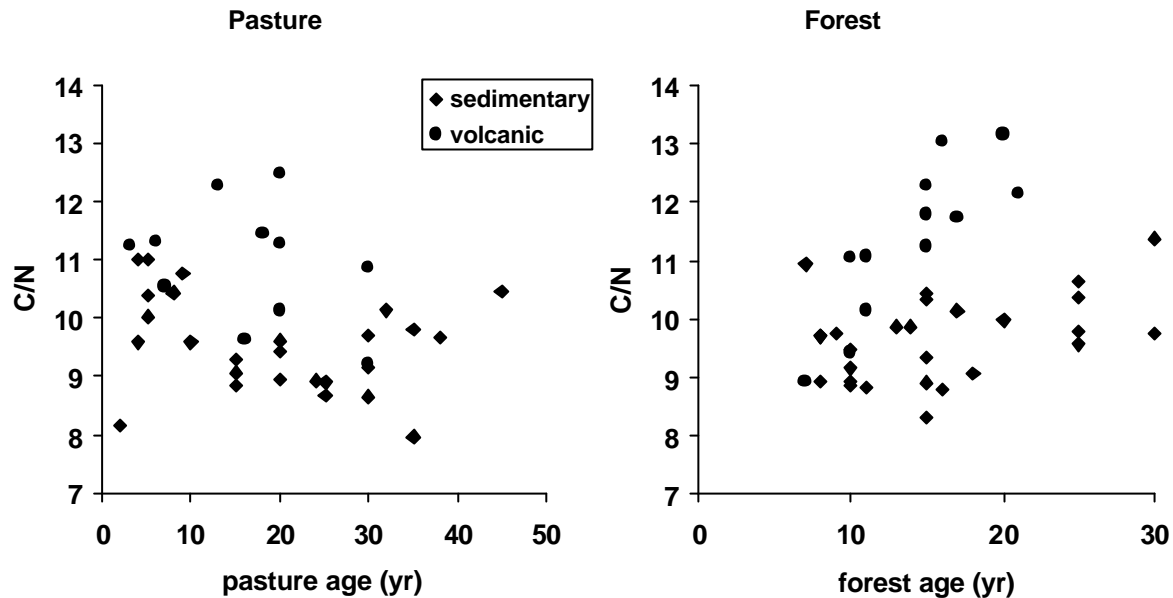 Pasture
Forest
14
13
12
11
10
9
8
7
C/N
sedimentary
volcanic
0 10 20 30 40 50
pasture age (yr)
14
13
12
11
10
9
8
7
C/N
0 10 20 30
forest age (yr)